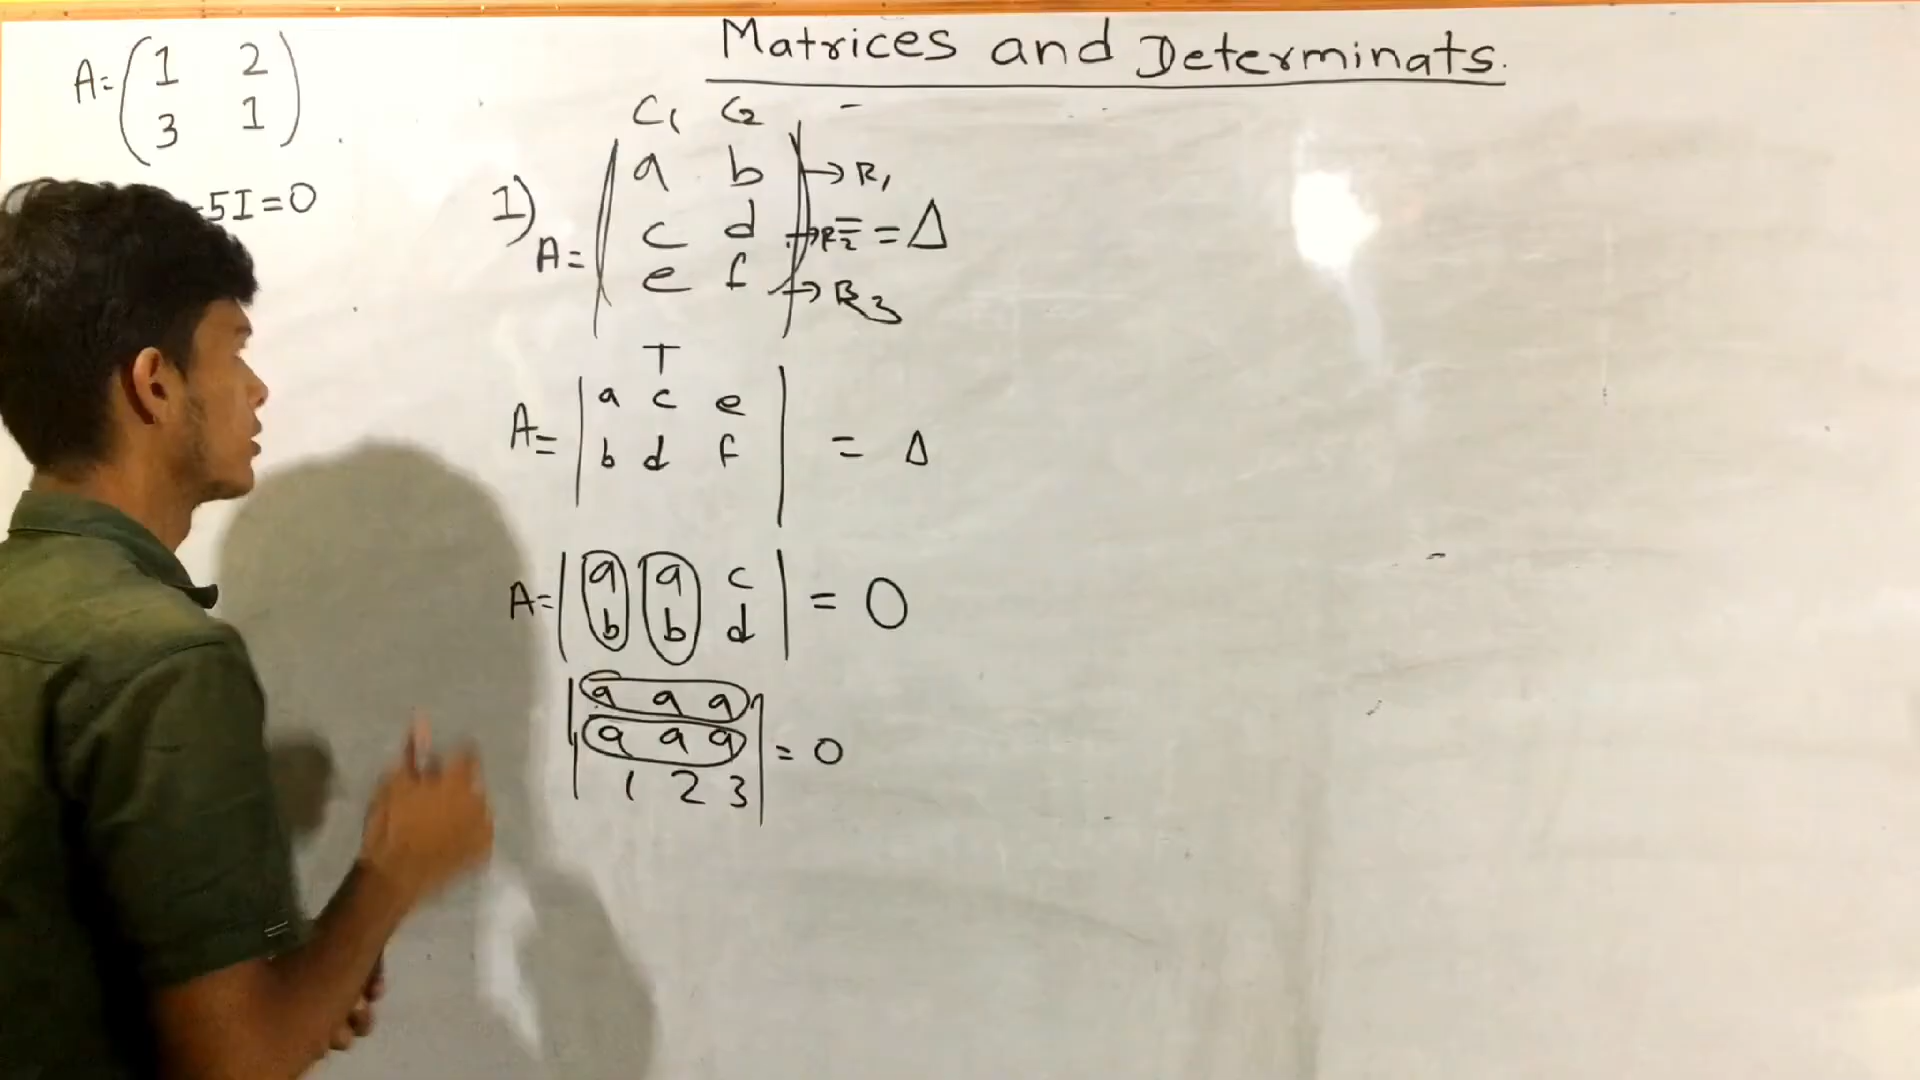 Matrices and Determinats.
A= (1 2
3 1)
-5I=0
C1 C2 -
1) A= | a b | → R1
c d → R2 = Δ
e f → R3
T
A= | a c e
b d f | = Δ
A= | a a c
b b d | = 0
| a a a
a a a | = 0
1 2 3